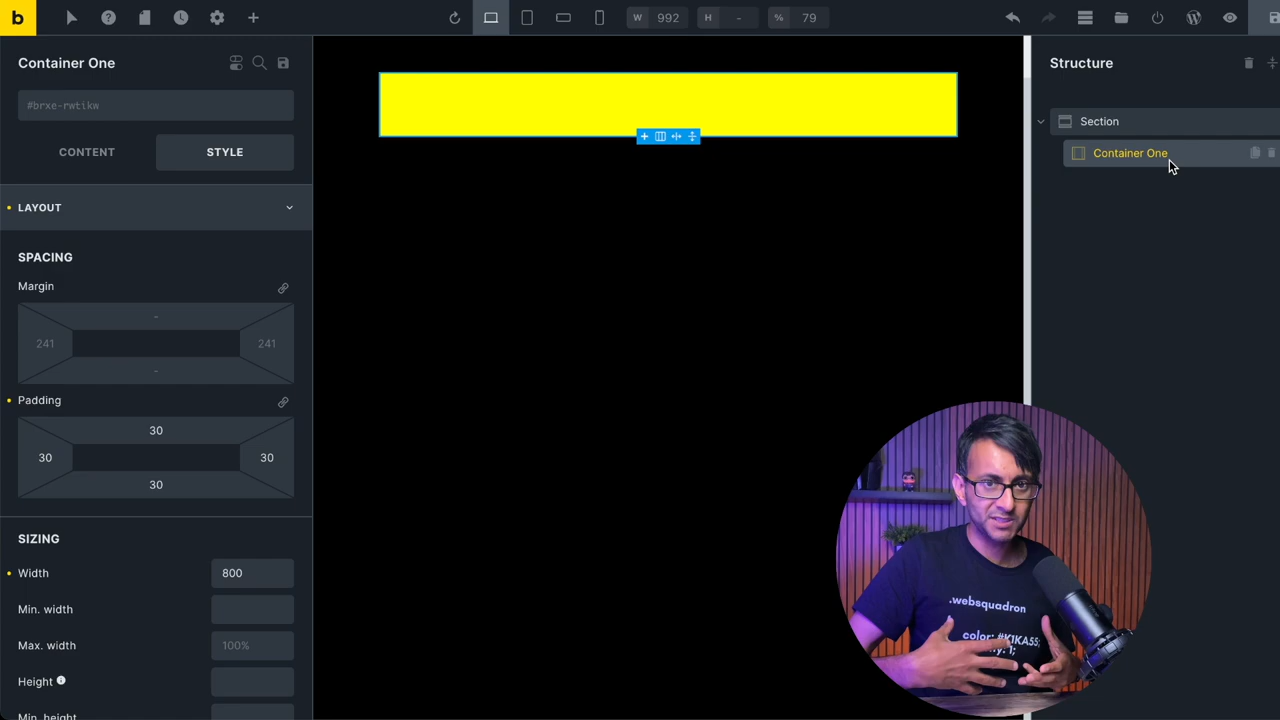 b
W 992 H - % 79
Container One
#brxe-rwtikw
CONTENT
STYLE
LAYOUT
SPACING
Margin
-
241
241
-
Padding
30
30
30
30
SIZING
Width
800
Min. width
Max. width
100%
Height
Min. height
Structure
Section
Container One
.websquadron